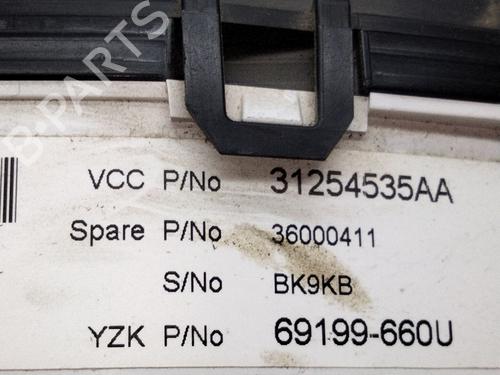 B-PARTS
VCC P/No 31254535AA
Spare P/No 36000411
S/No BK9KB
YZK P/No 69199-660U